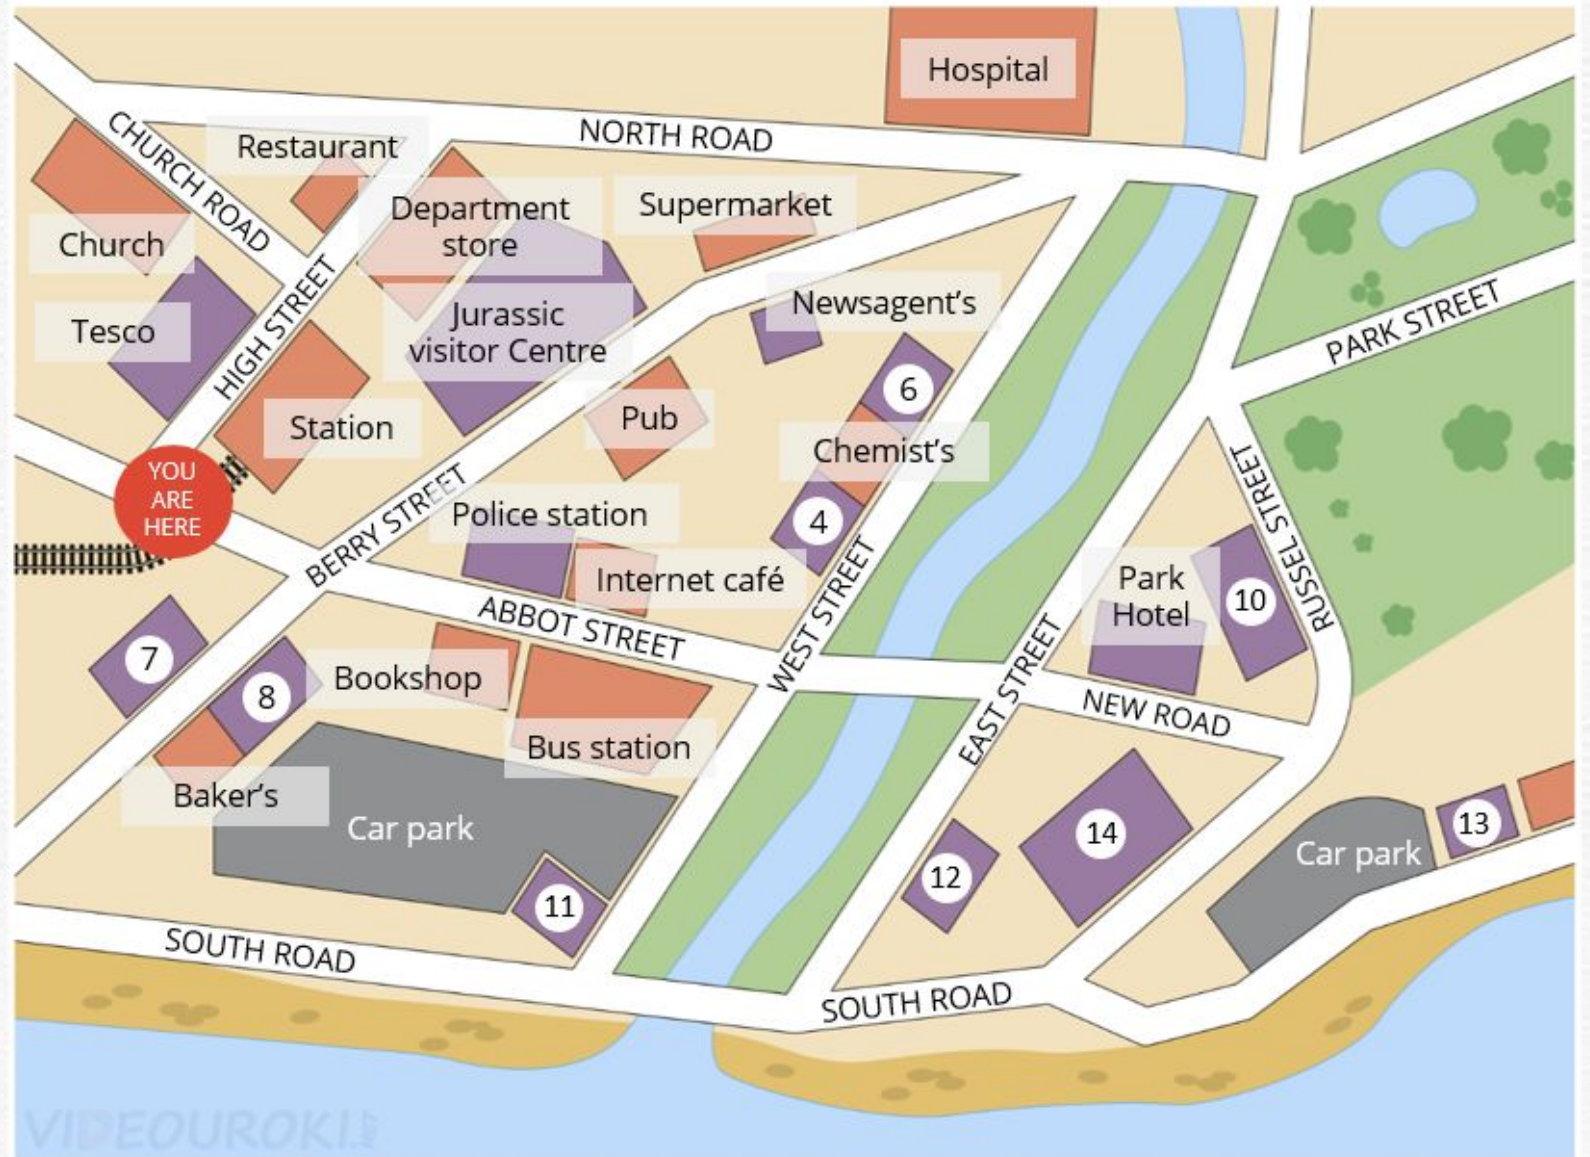 Hospital
NORTH ROAD
CHURCH ROAD
Restaurant
Department
store
Supermarket
Church
Tesco
HIGH STREET
Jurassic
visitor Centre
Newsagent's
PARK STREET
Station
Pub
6
Chemist's
4
YOU
ARE
HERE
BERRY STREET
Police station
Internet café
ABBOT STREET
WEST STREET
Park
Hotel
10
RUSSEL STREET
7
8
Bookshop
Bus station
EAST STREET
NEW ROAD
Baker's
Car park
11
12
14
Car park
13
SOUTH ROAD
SOUTH ROAD
VIDEOUROKI.NET